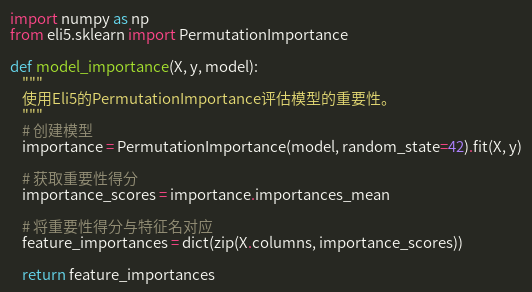 import numpy as np
from eli5.sklearn import PermutationImportance
def model_importance(X, y, model):
"""
使用Eli5的PermutationImportance评估模型的重要性。
"""
# 创建模型
importance = PermutationImportance(model, random_state=42).fit(X, y)
# 获取重要性得分
importance_scores = importance.importances_mean
# 将重要性得分与特征名对应
feature_importances = dict(zip(X.columns, importance_scores))
return feature_importances